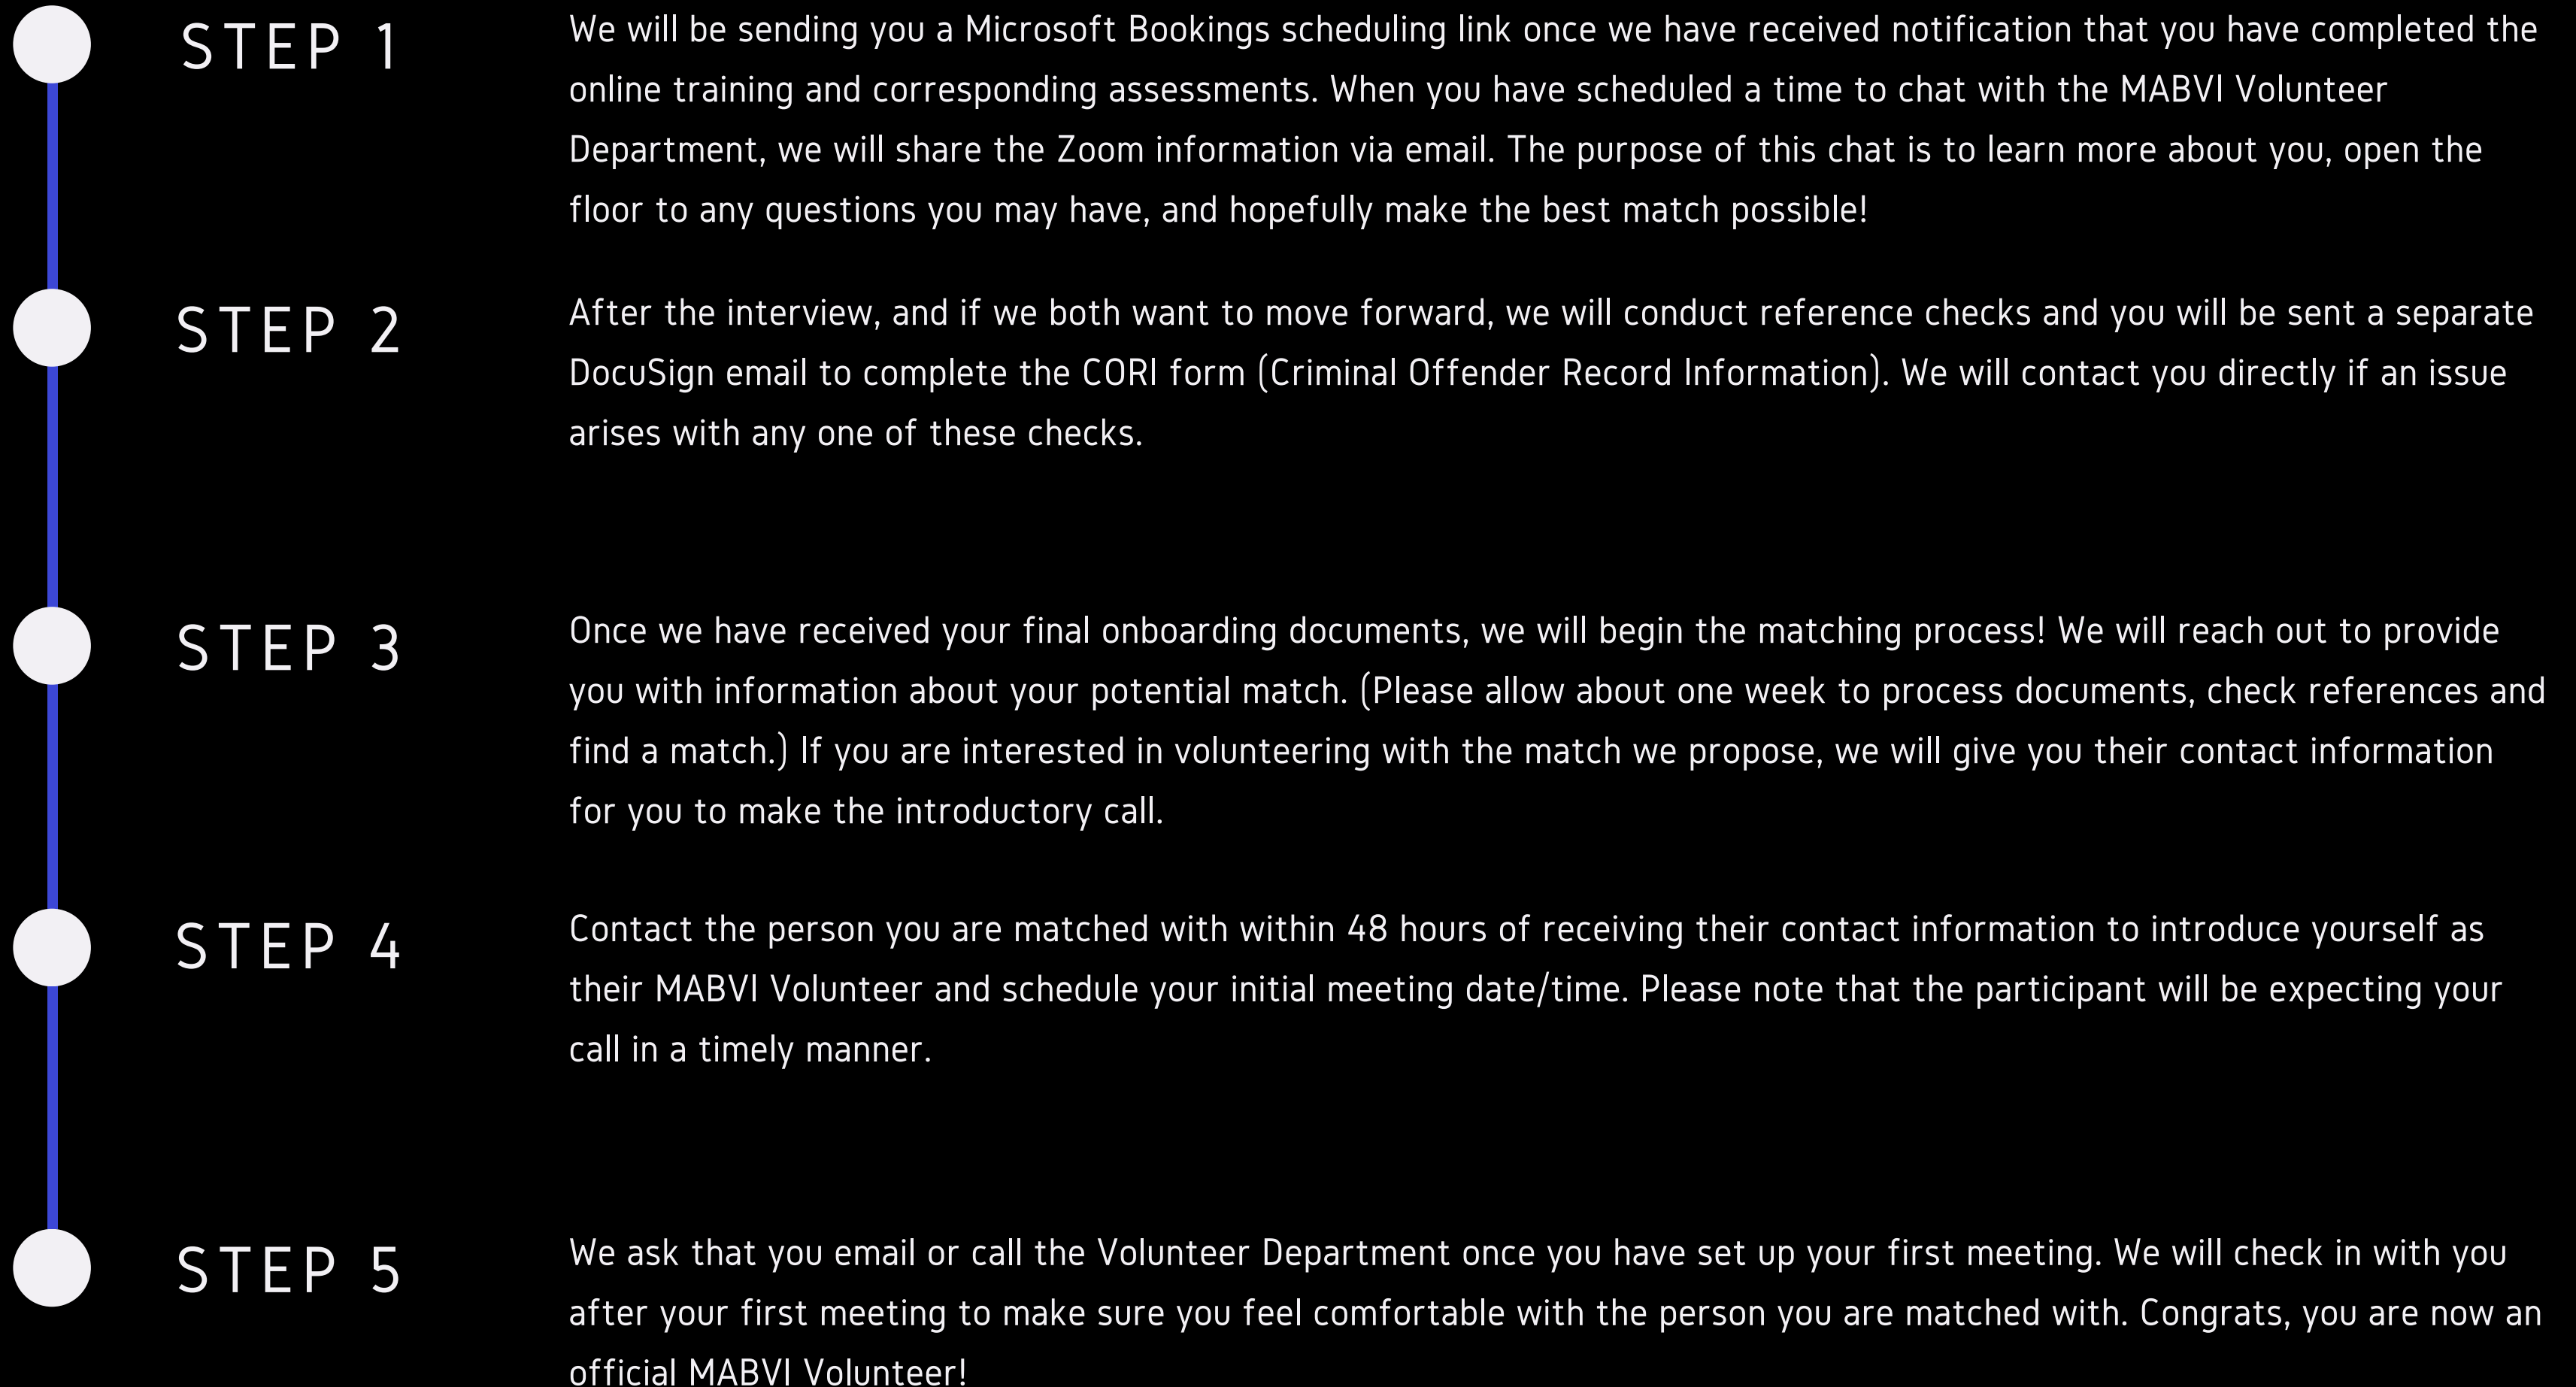 STEP 1
We will be sending you a Microsoft Bookings scheduling link once we have received notification that you have completed the
online training and corresponding assessments. When you have scheduled a time to chat with the MABVI Volunteer
Department, we will share the Zoom information via email. The purpose of this chat is to learn more about you, open the
floor to any questions you may have, and hopefully make the best match possible!
STEP 2
After the interview, and if we both want to move forward, we will conduct reference checks and you will be sent a separate
DocuSign email to complete the CORI form (Criminal Offender Record Information). We will contact you directly if an issue
arises with any one of these checks.
STEP 3
Once we have received your final onboarding documents, we will begin the matching process! We will reach out to provide
you with information about your potential match. (Please allow about one week to process documents, check references and
find a match.) If you are interested in volunteering with the match we propose, we will give you their contact information
for you to make the introductory call.
STEP 4
Contact the person you are matched with within 48 hours of receiving their contact information to introduce yourself as
their MABVI Volunteer and schedule your initial meeting date/time. Please note that the participant will be expecting your
call in a timely manner.
STEP 5
We ask that you email or call the Volunteer Department once you have set up your first meeting. We will check in with you
after your first meeting to make sure you feel comfortable with the person you are matched with. Congrats, you are now an
official MABVI Volunteer!